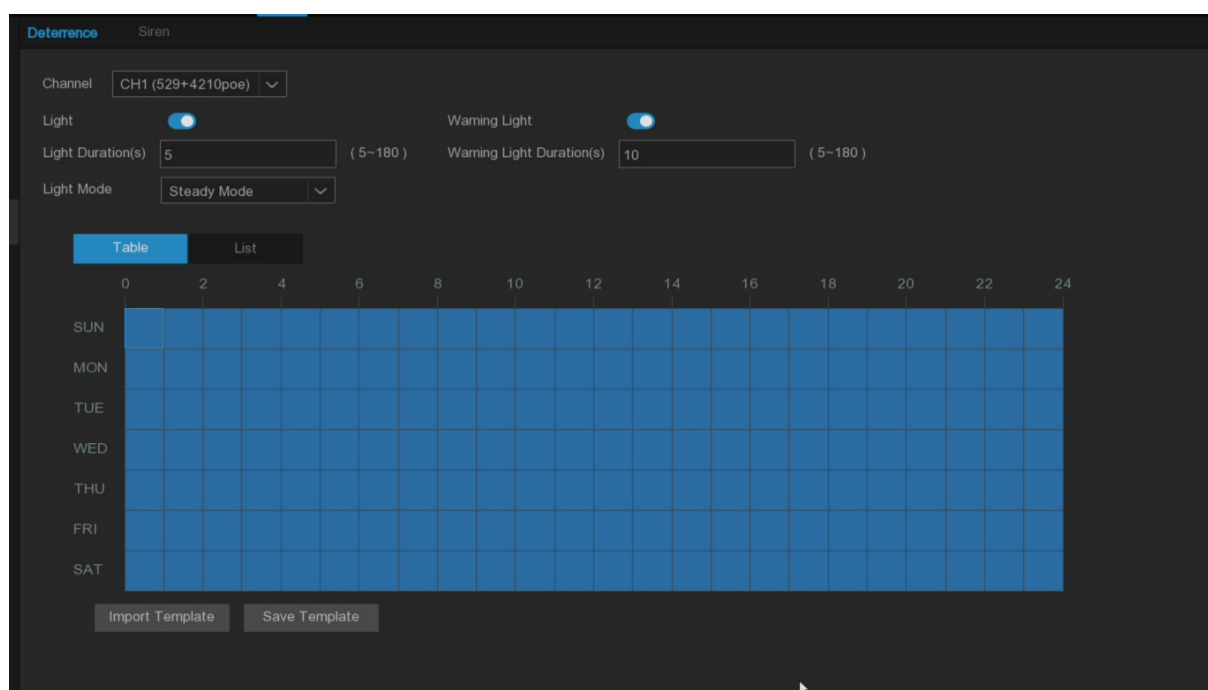 Deterrence Siren
Channel CH1 (529+4210poe)
Light Warning Light
Light Duration(s) 5 ( 5~180 ) Warning Light Duration(s) 10 ( 5~180 )
Light Mode Steady Mode
Table List
0 2 4 6 8 10 12 14 16 18 20 22 24
SUN
MON
TUE
WED
THU
FRI
SAT
Import Template Save Template